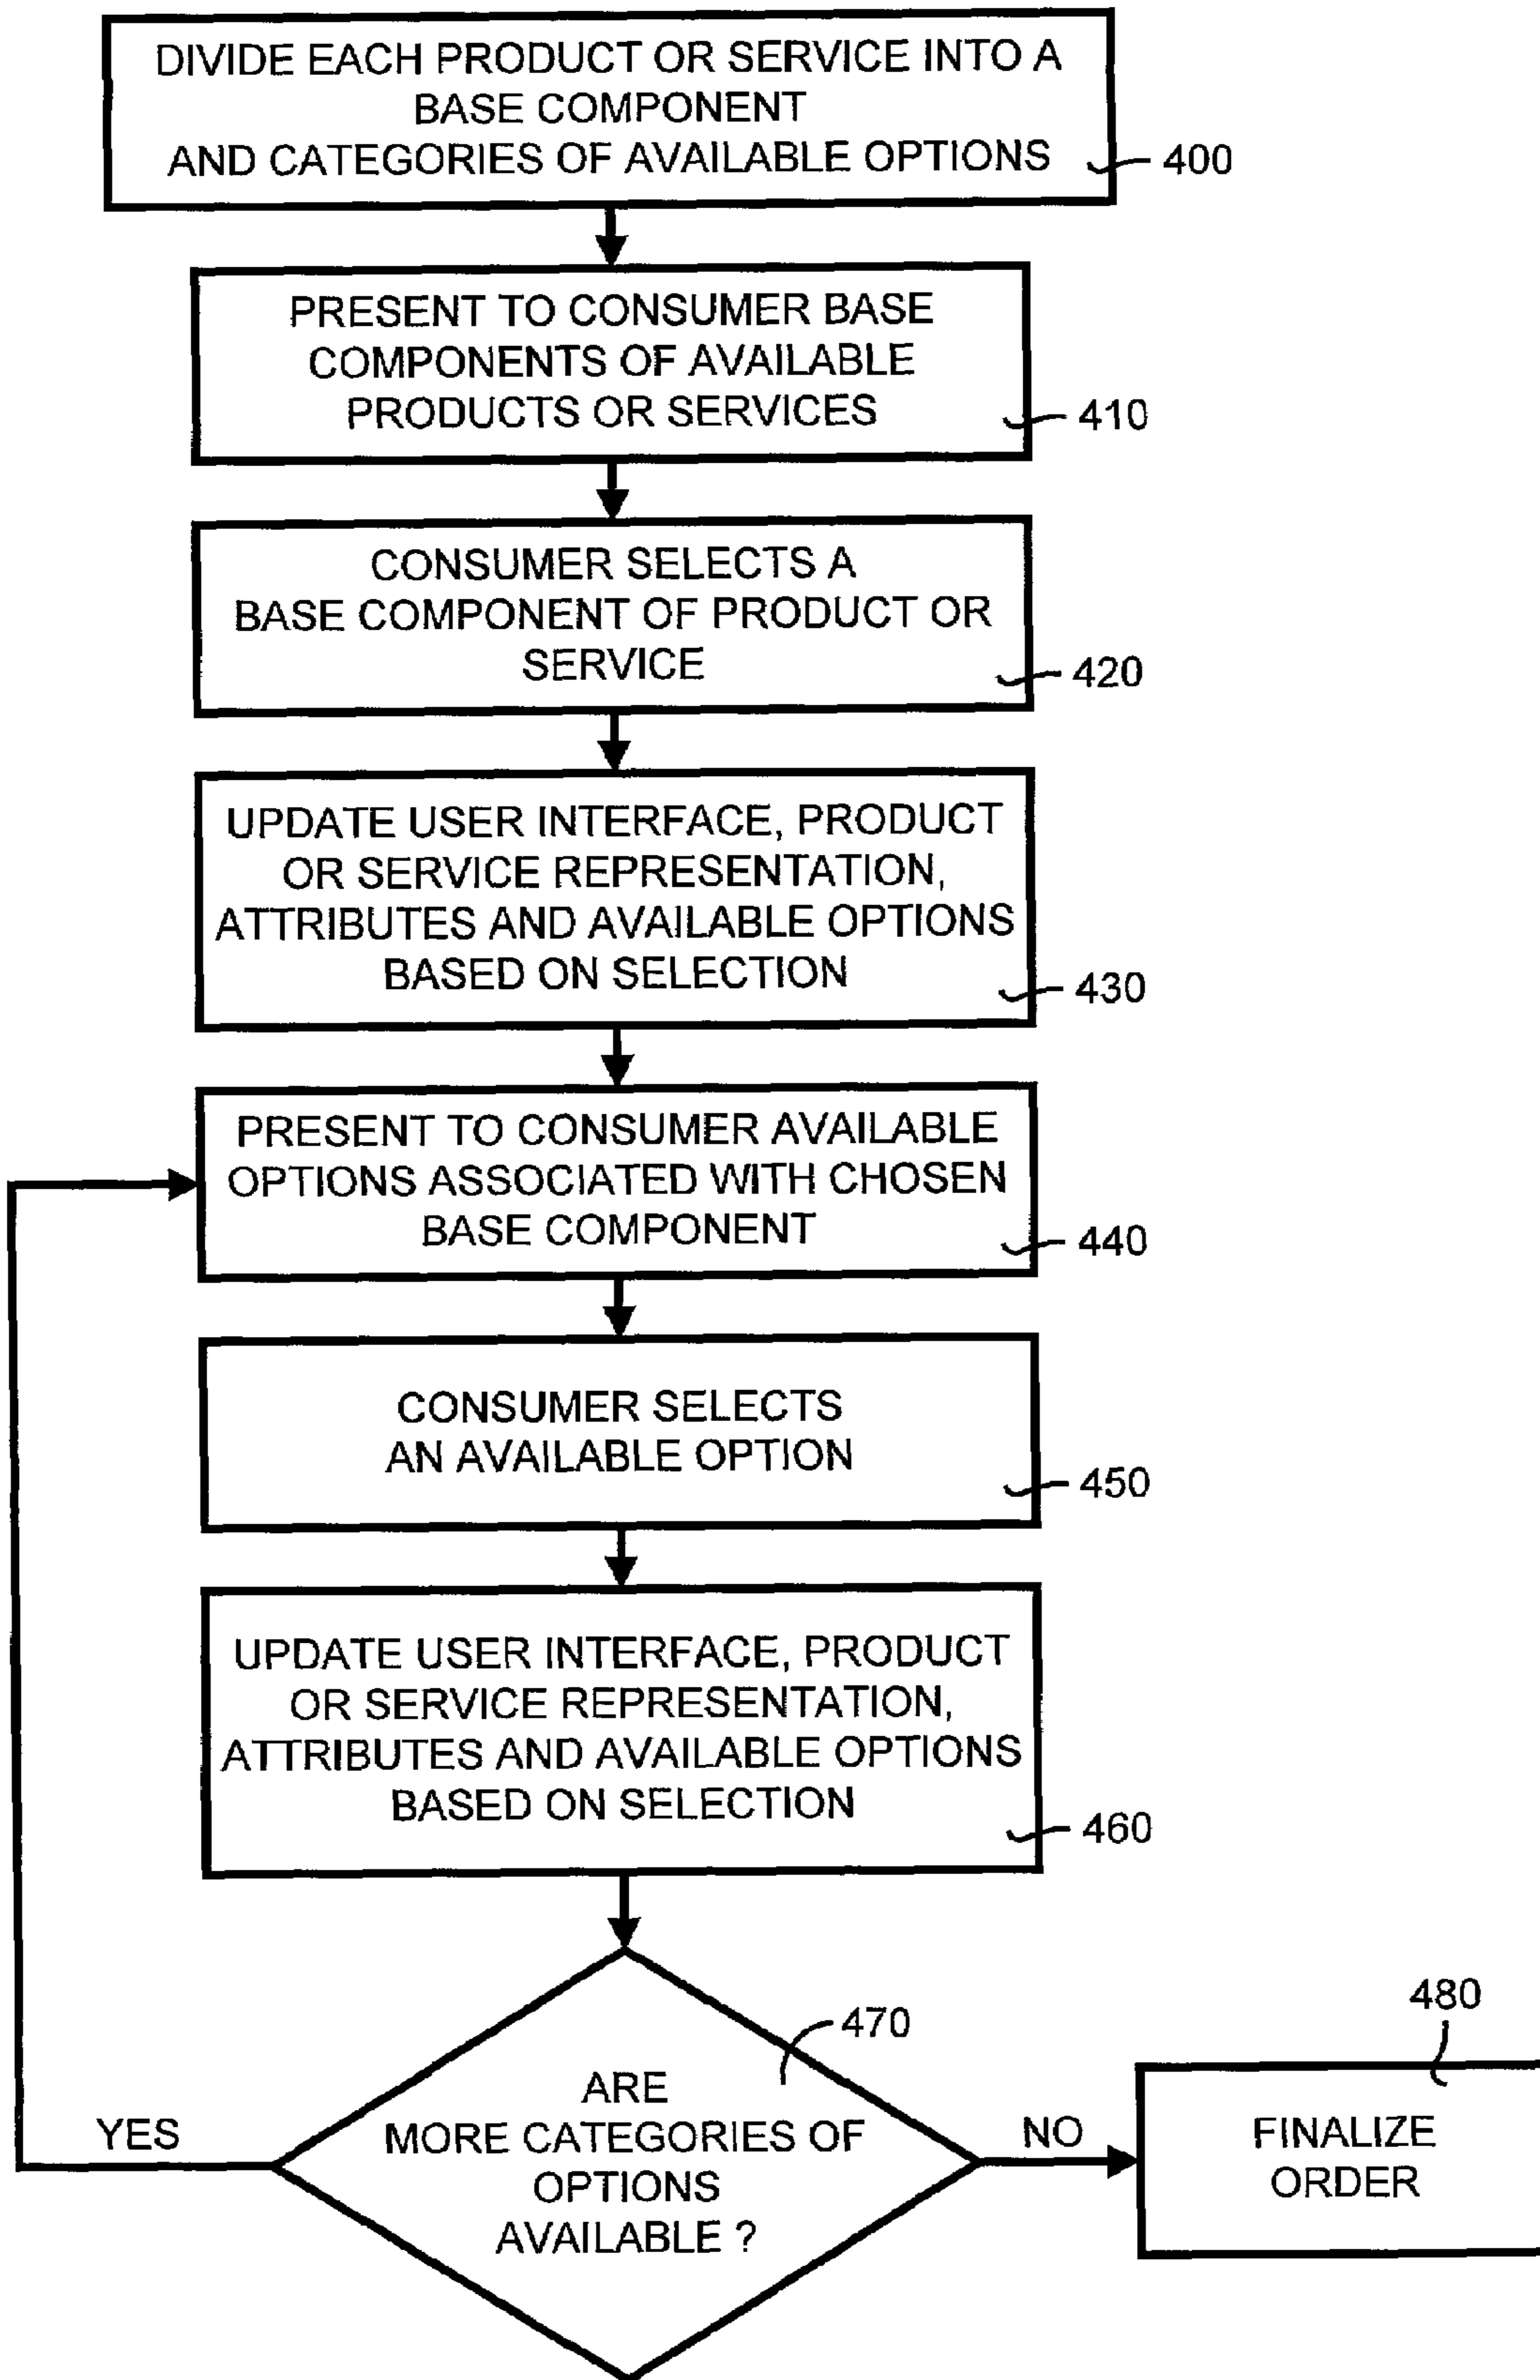 DIVIDE EACH PRODUCT OR SERVICE INTO A
BASE COMPONENT
AND CATEGORIES OF AVAILABLE OPTIONS
400
PRESENT TO CONSUMER BASE
COMPONENTS OF AVAILABLE
PRODUCTS OR SERVICES
410
CONSUMER SELECTS A
BASE COMPONENT OF PRODUCT OR
SERVICE
420
UPDATE USER INTERFACE, PRODUCT
OR SERVICE REPRESENTATION,
ATTRIBUTES AND AVAILABLE OPTIONS
BASED ON SELECTION
430
PRESENT TO CONSUMER AVAILABLE
OPTIONS ASSOCIATED WITH CHOSEN
BASE COMPONENT
440
CONSUMER SELECTS
AN AVAILABLE OPTION
450
UPDATE USER INTERFACE, PRODUCT
OR SERVICE REPRESENTATION,
ATTRIBUTES AND AVAILABLE OPTIONS
BASED ON SELECTION
460
470
ARE
MORE CATEGORIES OF
OPTIONS
AVAILABLE ?
YES
NO
480
FINALIZE
ORDER